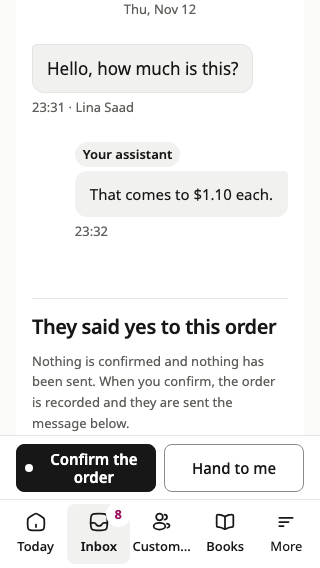 Thu, Nov 12
Hello, how much is this?
23:31 · Lina Saad
Your assistant
That comes to $1.10 each.
23:32
They said yes to this order
Nothing is confirmed and nothing has
been sent. When you confirm, the order
is recorded and they are sent the
message below.
Confirm the
order
Hand to me
8
Today
Inbox
Custom...
Books
More